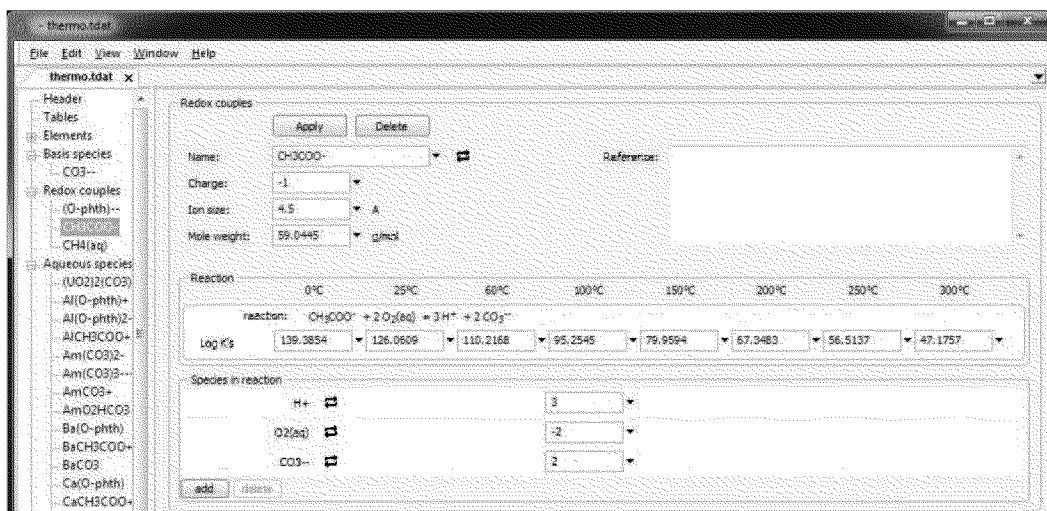 - thermo.tdat
File Edit View Window Help
thermo.tdat x
Header
Tables
Elements
Basis species
CO3--
Redox couples
(O-phth)--
CH3COO-
CH4(aq)
Aqueous species
(UO2)2(CO3)
Al(O-phth)+
Al(O-phth)2-
AlCH3COO+
Am(CO3)2-
Am(CO3)3---
AmCO3+
AmO2HCO3
Ba(O-phth)
BaCH3COO+
BaCO3
Ca(O-phth)
CaCH3COO+
Redox couples
Apply Delete
Name: CH3COO- Reference:
Charge: -1
Ion size: 4.5 A
Mole weight: 59.0445 g/mol
Reaction
0°C 25°C 60°C 100°C 150°C 200°C 250°C 300°C
reaction: CH₃COO⁻ + 2 O₂(aq) = 3 H⁺ + 2 CO₃⁻⁻
Log K's 139.3854 126.0609 110.2168 95.2545 79.9594 67.3483 56.5137 47.1757
Species in reaction
H+ 3
O2(aq) -2
CO3-- 2
add delete